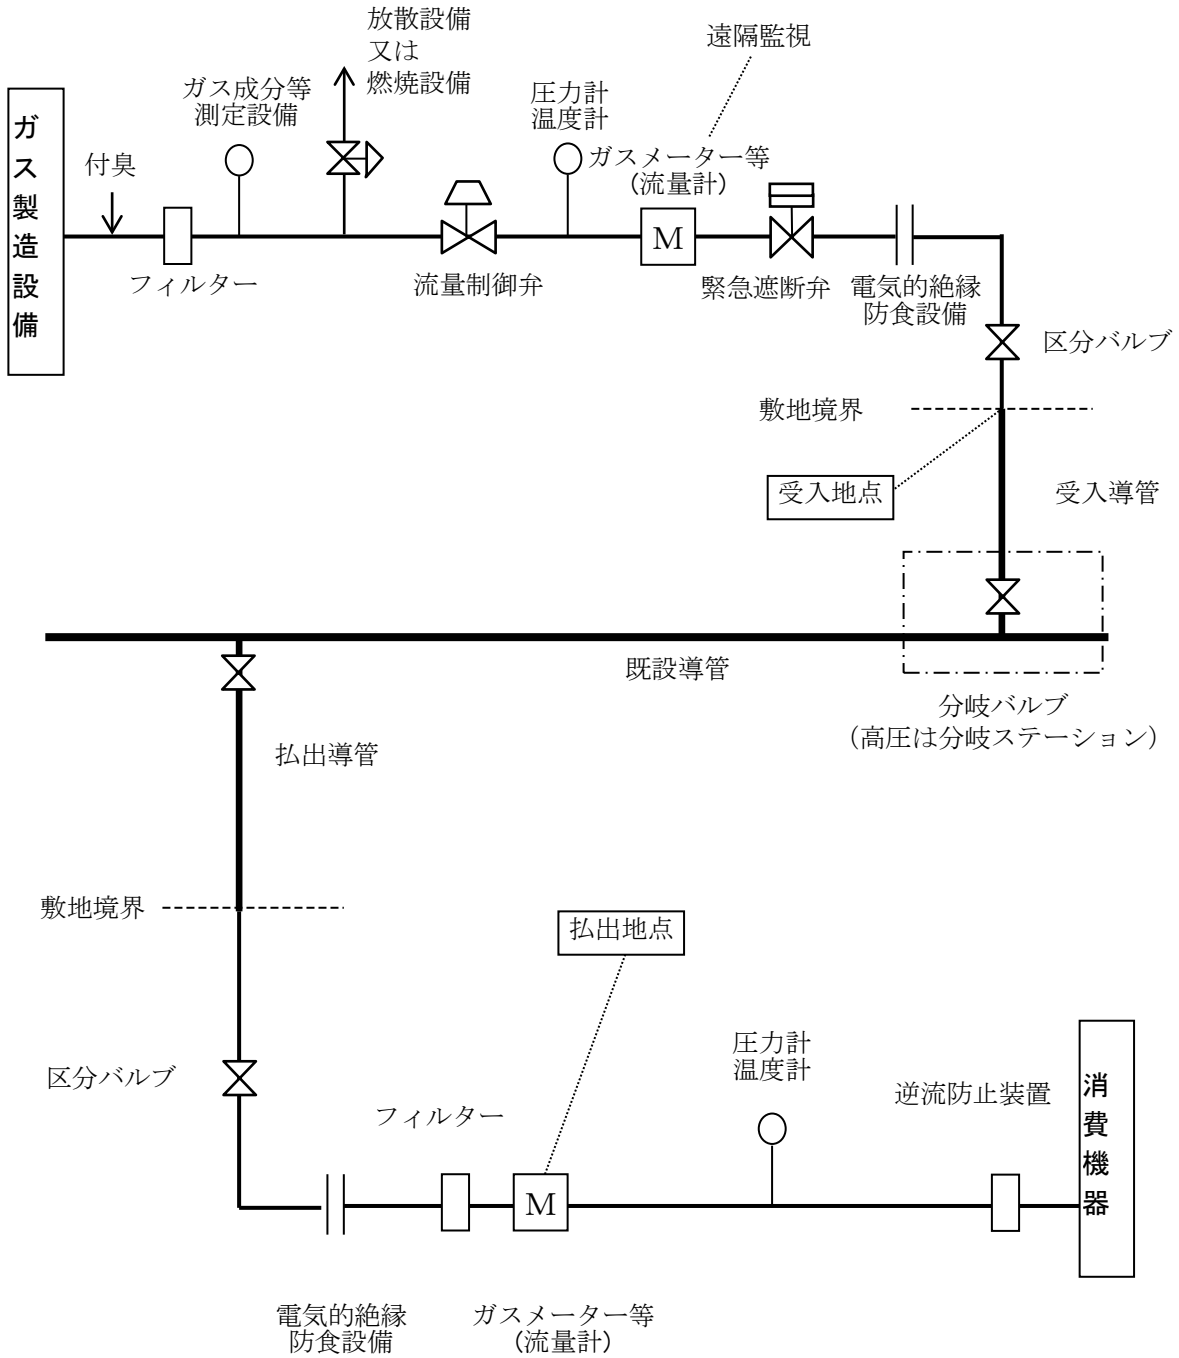 放散設備
又は
燃焼設備
遠隔監視
ガス成分等
測定設備
圧力計
温度計
ガス製造設備
付臭
ガスメーター等
（流量計）
M
フィルター
流量制御弁
緊急遮断弁
電気的絶縁
防食設備
区分バルブ
敷地境界
受入地点
受入導管
既設導管
分岐バルブ
（高圧は分岐ステーション）
払出導管
敷地境界
払出地点
区分バルブ
フィルター
圧力計
温度計
逆流防止装置
消費機器
M
電気的絶縁
防食設備
ガスメーター等
（流量計）